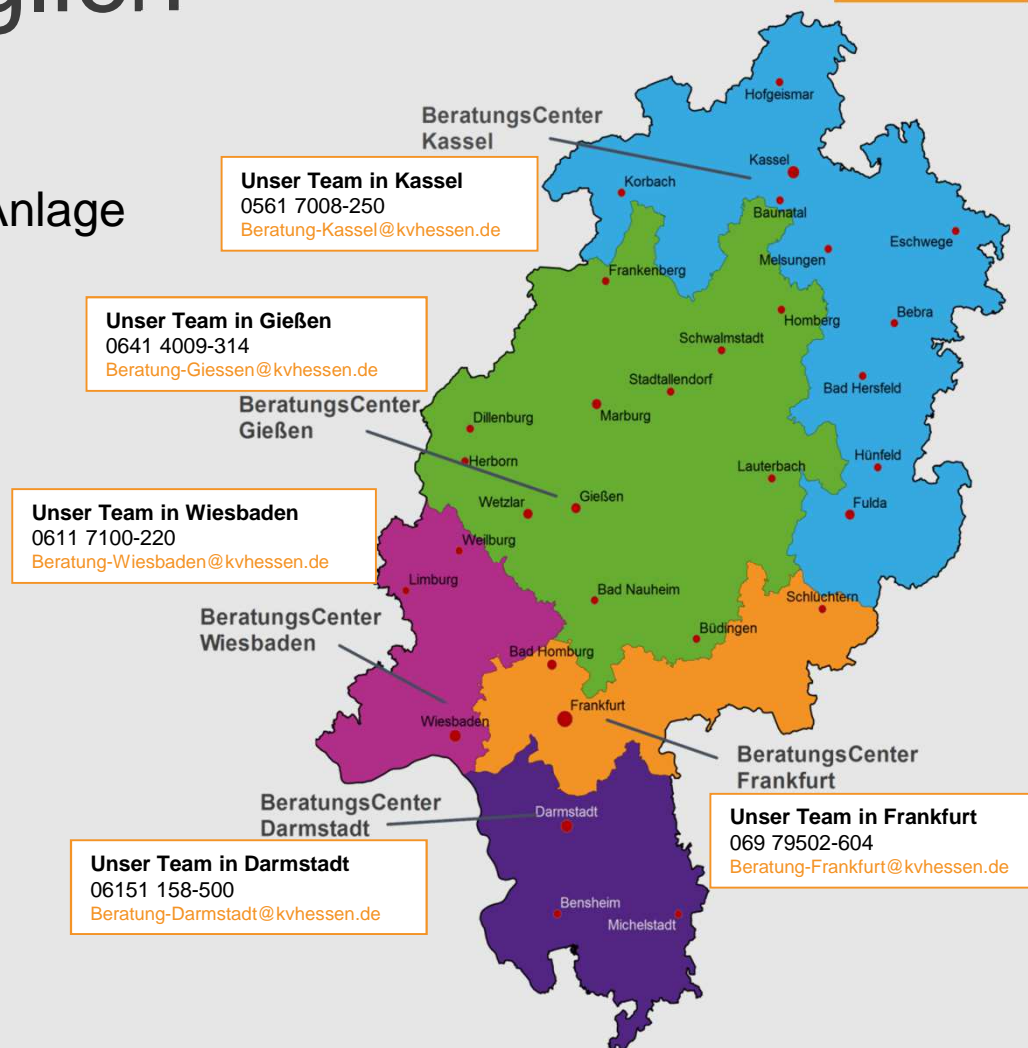 Anlage
Hofgeismar
BeratungsCenter
Kassel
Kassel
Unser Team in Kassel
0561 7008-250
Beratung-Kassel@kvhessen.de
Korbach
Baunatal
Eschwege
Melsungen
Frankenberg
Unser Team in Gießen
0641 4009-314
Beratung-Giessen@kvhessen.de
Homberg
Bebra
Schwalmstadt
Stadtallendorf
Bad Hersfeld
BeratungsCenter
Gießen
Dillenburg
Marburg
Herborn
Lauterbach
Hünfeld
Wetzlar
Gießen
Fulda
Unser Team in Wiesbaden
0611 7100-220
Beratung-Wiesbaden@kvhessen.de
Weilburg
Limburg
Bad Nauheim
Schlüchtern
BeratungsCenter
Wiesbaden
Büdingen
Bad Homburg
Frankfurt
Wiesbaden
BeratungsCenter
Frankfurt
BeratungsCenter
Darmstadt
Darmstadt
Unser Team in Frankfurt
069 79502-604
Beratung-Frankfurt@kvhessen.de
Unser Team in Darmstadt
06151 158-500
Beratung-Darmstadt@kvhessen.de
Bensheim
Michelstadt